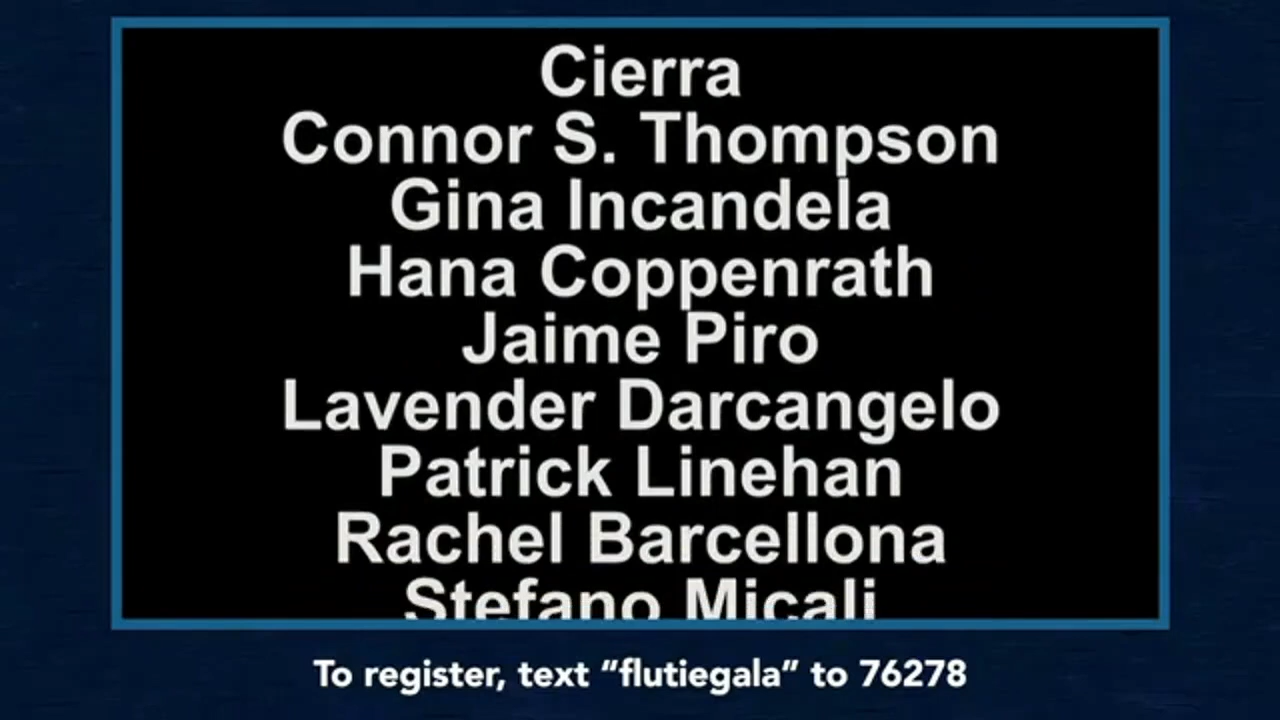 Cierra
Connor S. Thompson
Gina Incandela
Hana Coppenrath
Jaime Piro
Lavender Darcangelo
Patrick Linehan
Rachel Barcellona
Stefano Micali
To register, text “flutiegala” to 76278